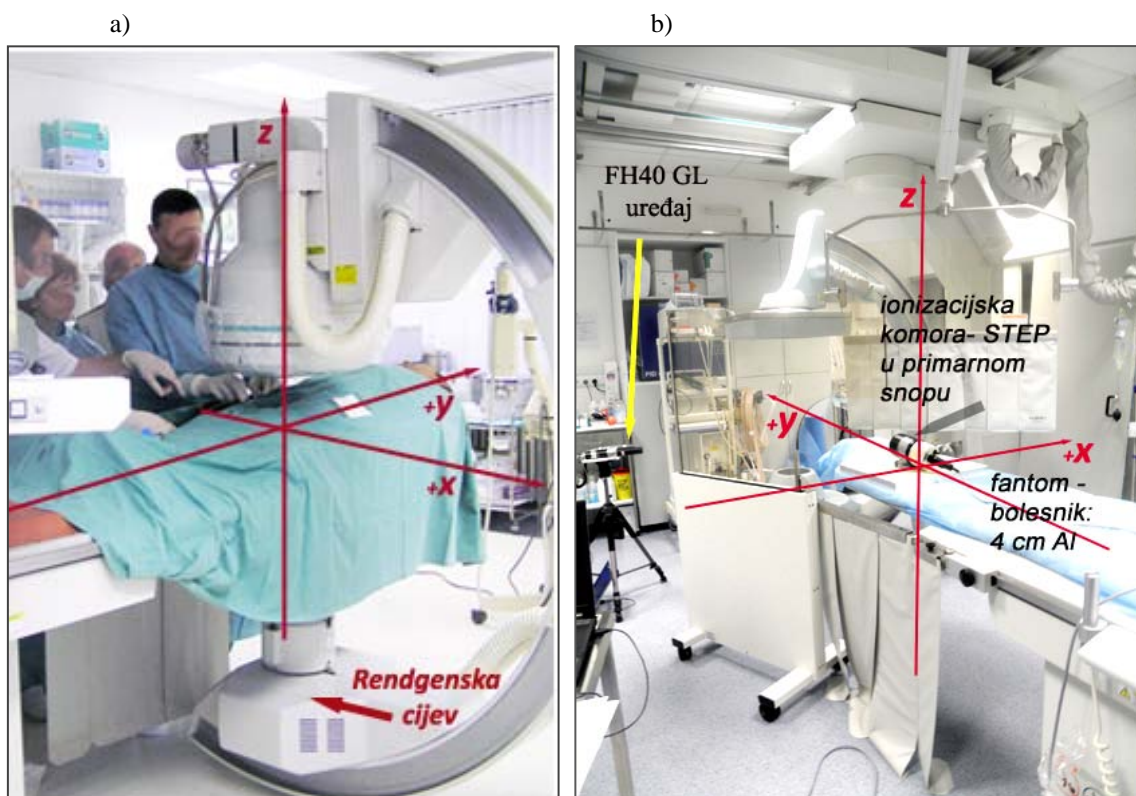 a)
b)
z
+y
+x
Rendgenska
cijev
FH40 GL
uređaj
z
ionizacijska
komora- STEP
u primarnom
snopu
+y
+x
fantom -
bolesnik:
4 cm Al